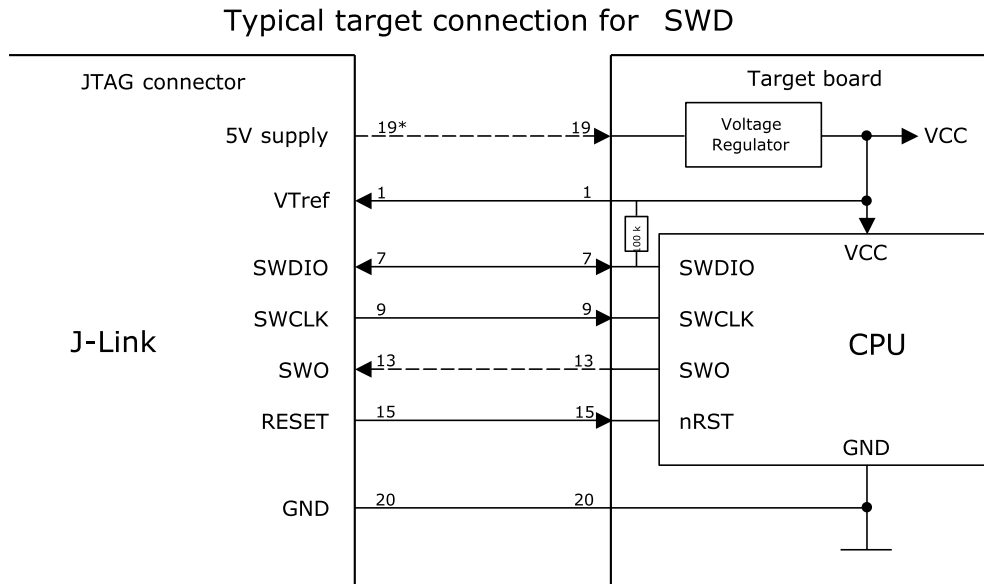 Typical target connection for SWD
JTAG connector
Target board
5V supply 19* 19
Voltage
Regulator
VCC
VTref 1 1
100 k
VCC
SWDIO 7 7 SWDIO
SWCLK 9 9 SWCLK
J-Link
CPU
SWO 13 13 SWO
RESET 15 15 nRST
GND
GND 20 20